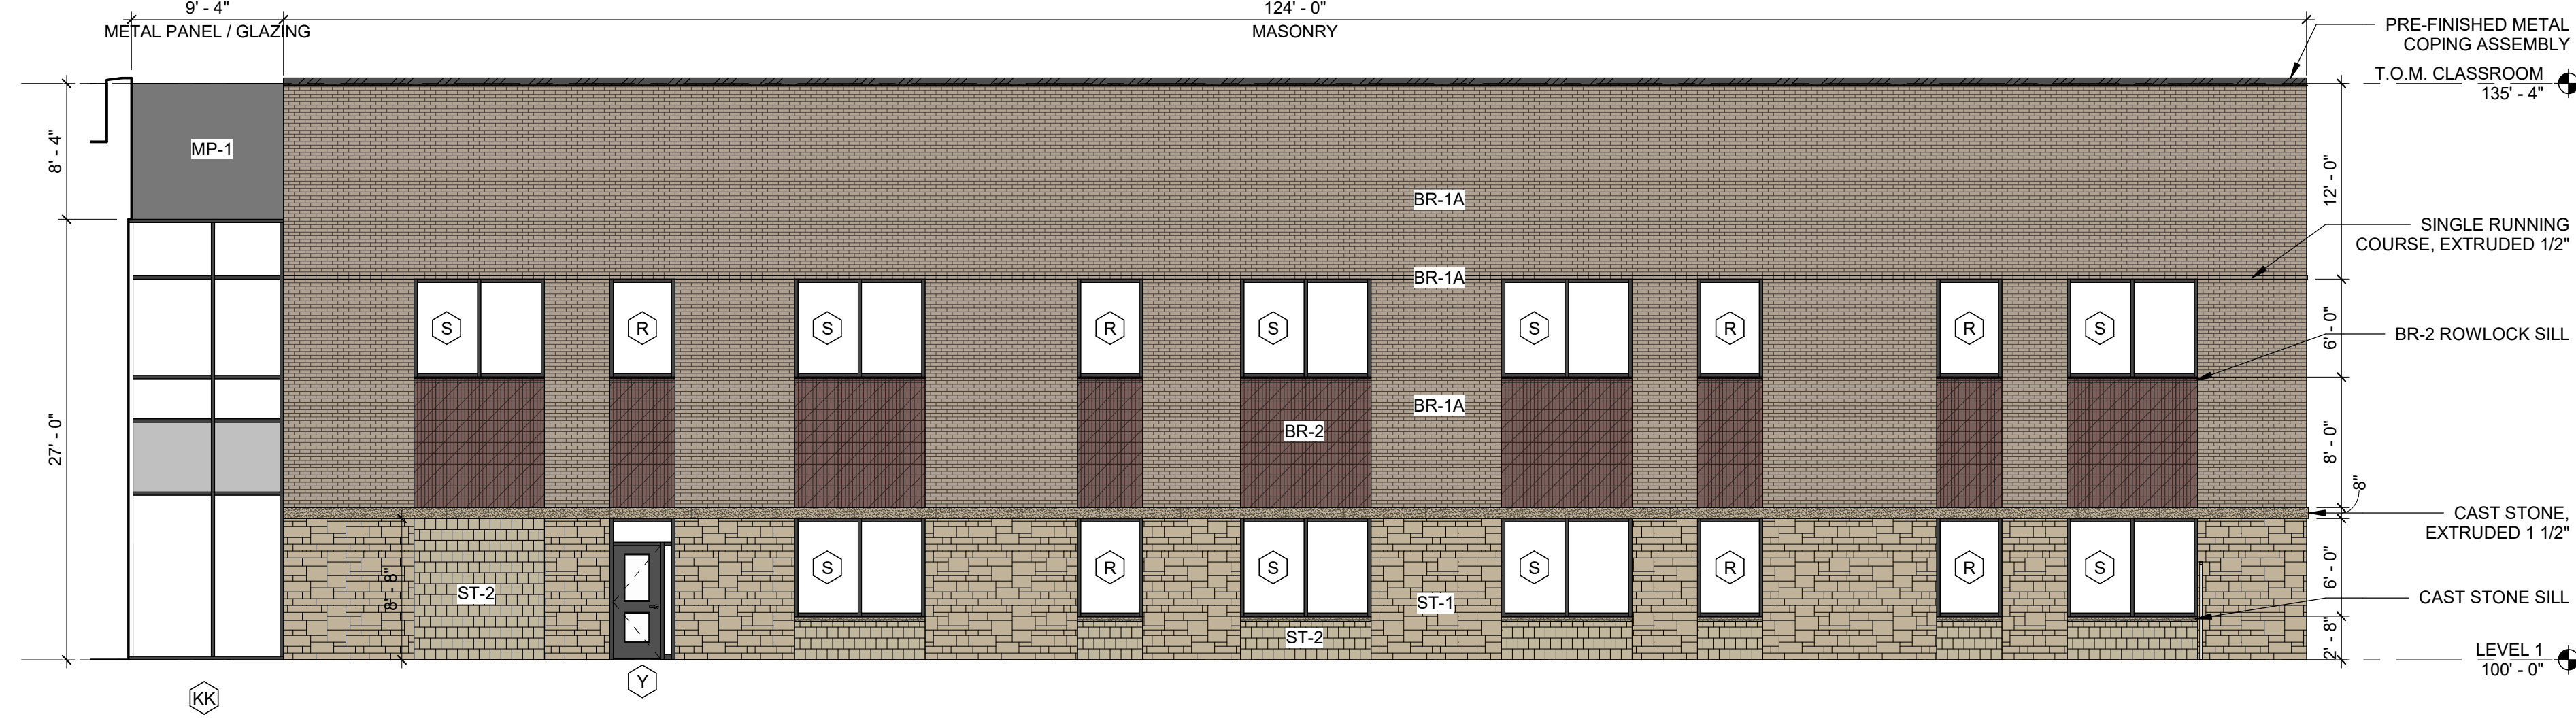 9' - 4"
124' - 0"
METAL PANEL / GLAZING
MASONRY
PRE-FINISHED METAL
COPING ASSEMBLY
T.O.M. CLASSROOM
135' - 4"
8' - 4"
MP-1
BR-1A
12' - 0"
SINGLE RUNNING
COURSE, EXTRUDED 1/2"
BR-1A
S
R
S
R
S
S
R
R
S
6' - 0"
BR-2 ROWLOCK SILL
27' - 0"
BR-1A
BR-2
8' - 0"
8"
CAST STONE,
EXTRUDED 1 1/2"
8' - 8"
ST-2
S
R
S
S
R
R
S
6' - 0"
ST-1
CAST STONE SILL
ST-2
2' - 8"
LEVEL 1
100' - 0"
KK
Y